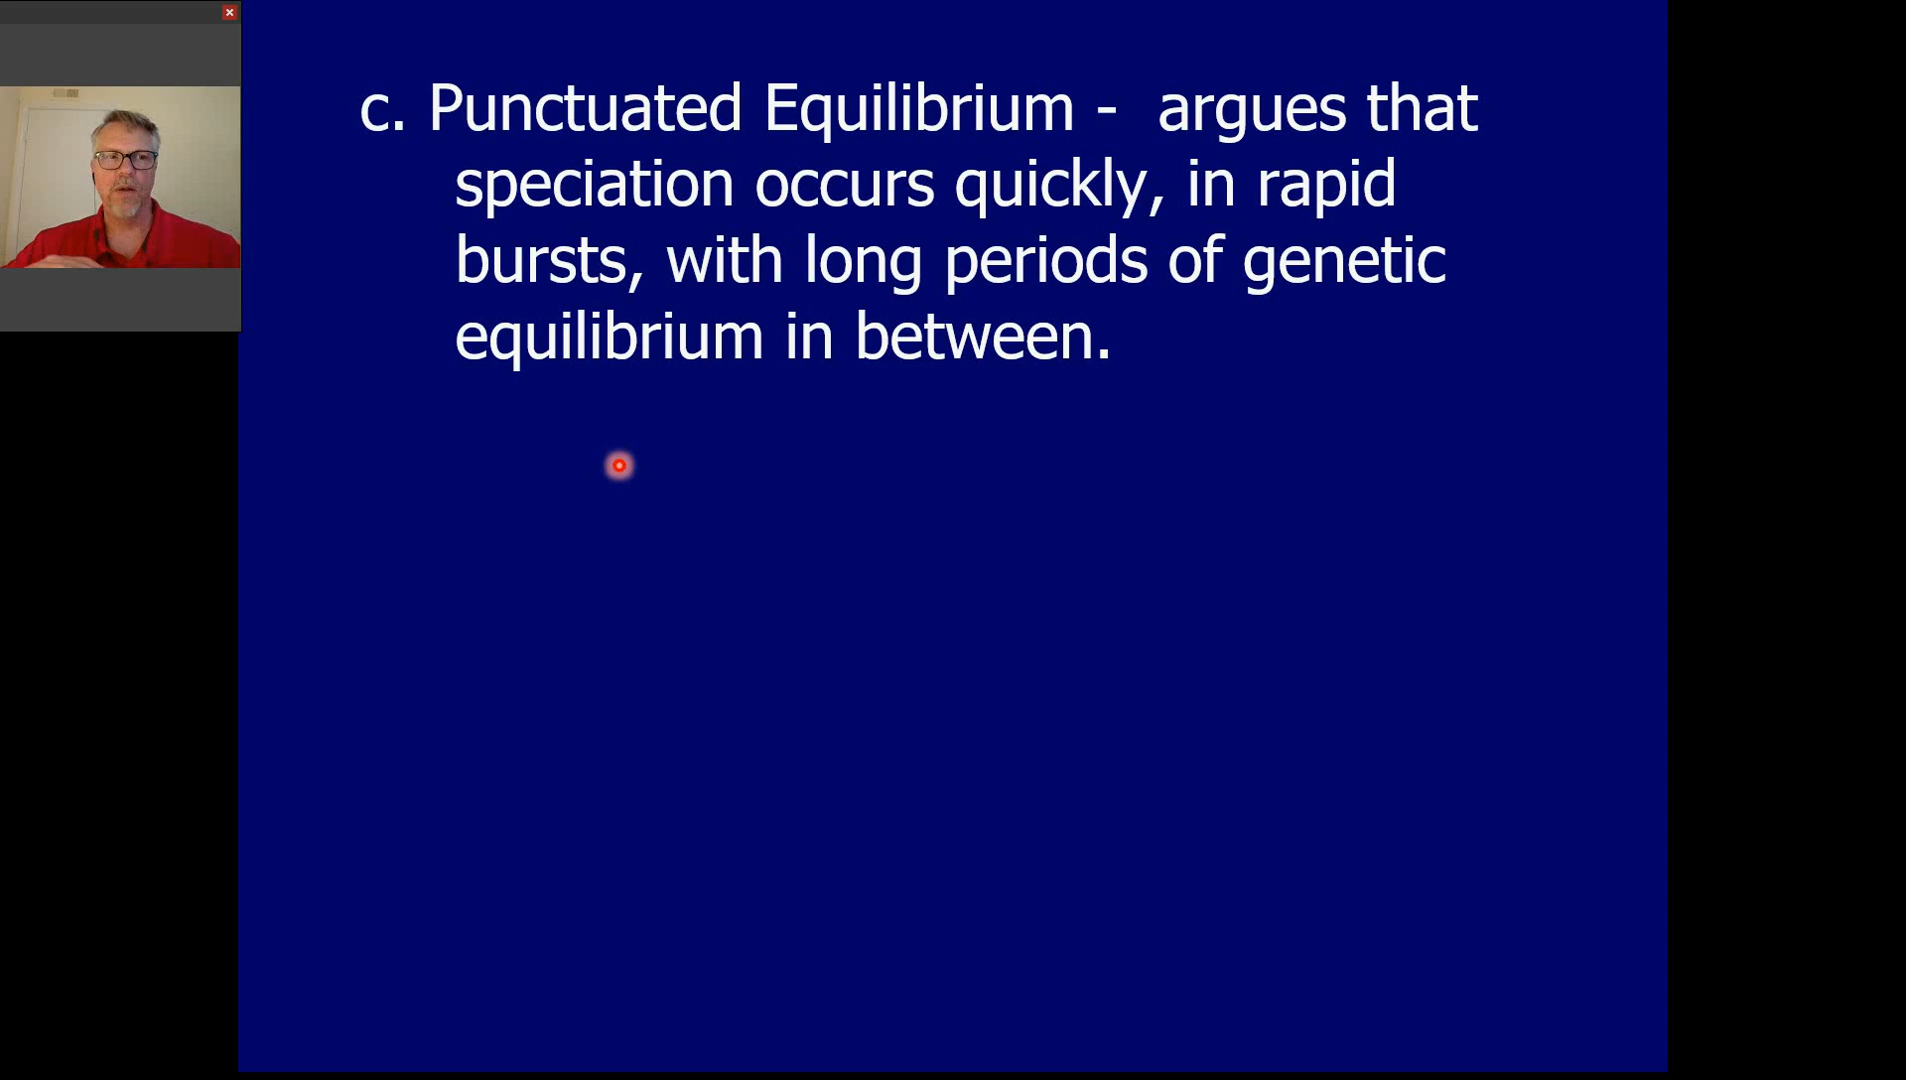 c. Punctuated Equilibrium -  argues that
speciation occurs quickly, in rapid
bursts, with long periods of genetic
equilibrium in between.